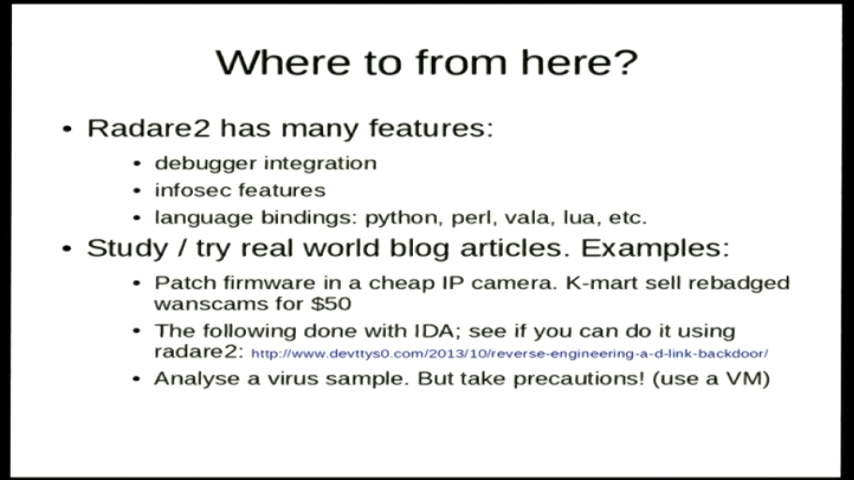 Where to from here?
• Radare2 has many features:
• debugger integration
• infosec features
• language bindings: python, perl, vala, lua, etc.
• Study / try real world blog articles. Examples:
• Patch firmware in a cheap IP camera. K-mart sell rebadged
wanscams for $50
• The following done with IDA; see if you can do it using
radare2: http://www.devttys0.com/2013/10/reverse-engineering-a-d-link-backdoor/
• Analyse a virus sample. But take precautions! (use a VM)